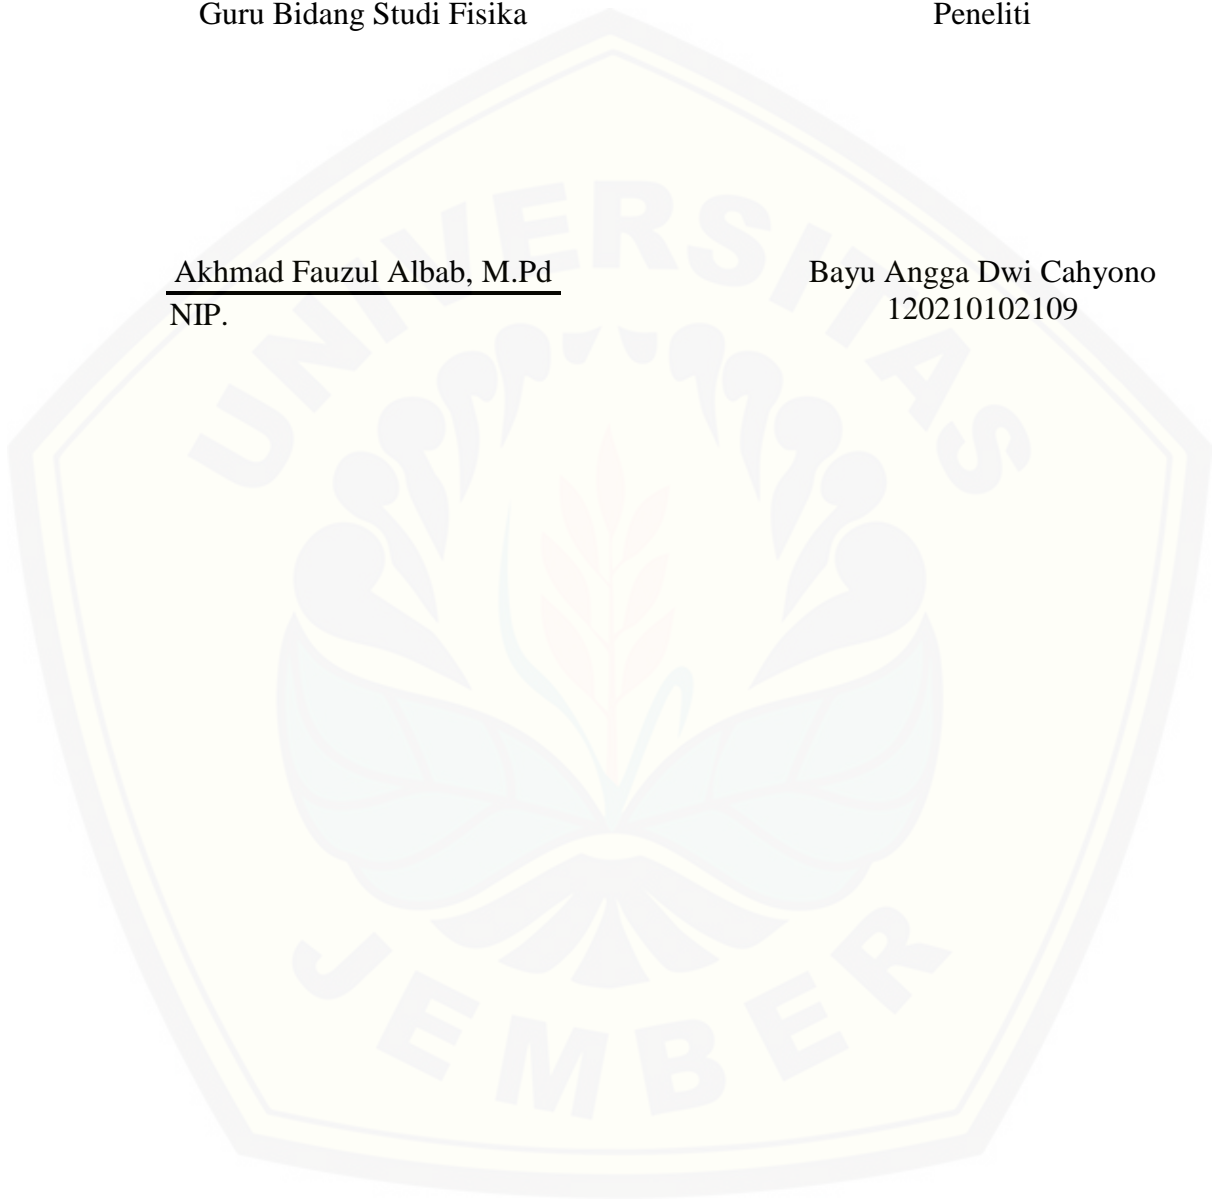 Guru Bidang Studi Fisika
Peneliti
Akhmad Fauzul Albab, M.Pd
NIP.
Bayu Angga Dwi Cahyono
120210102109
UNIVERSITAS
JEMBER